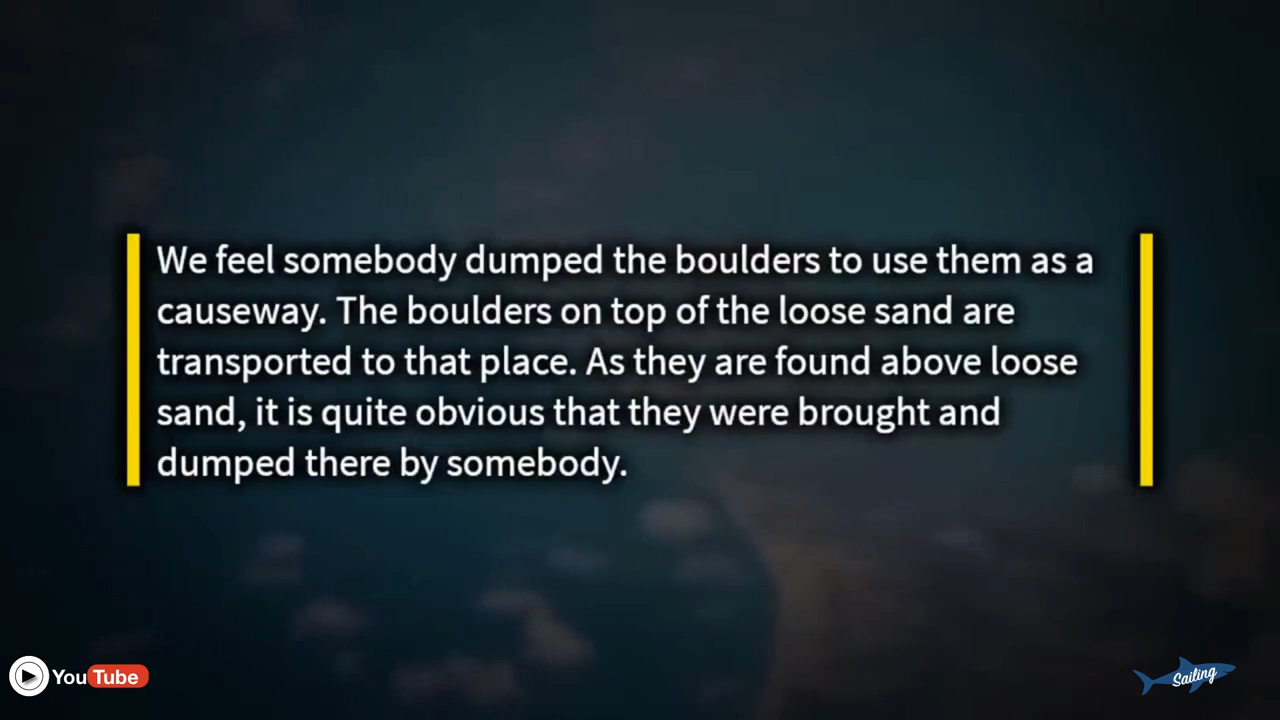 We feel somebody dumped the boulders to use them as a
causeway. The boulders on top of the loose sand are
transported to that place. As they are found above loose
sand, it is quite obvious that they were brought and
dumped there by somebody.
YouTube
Sailing